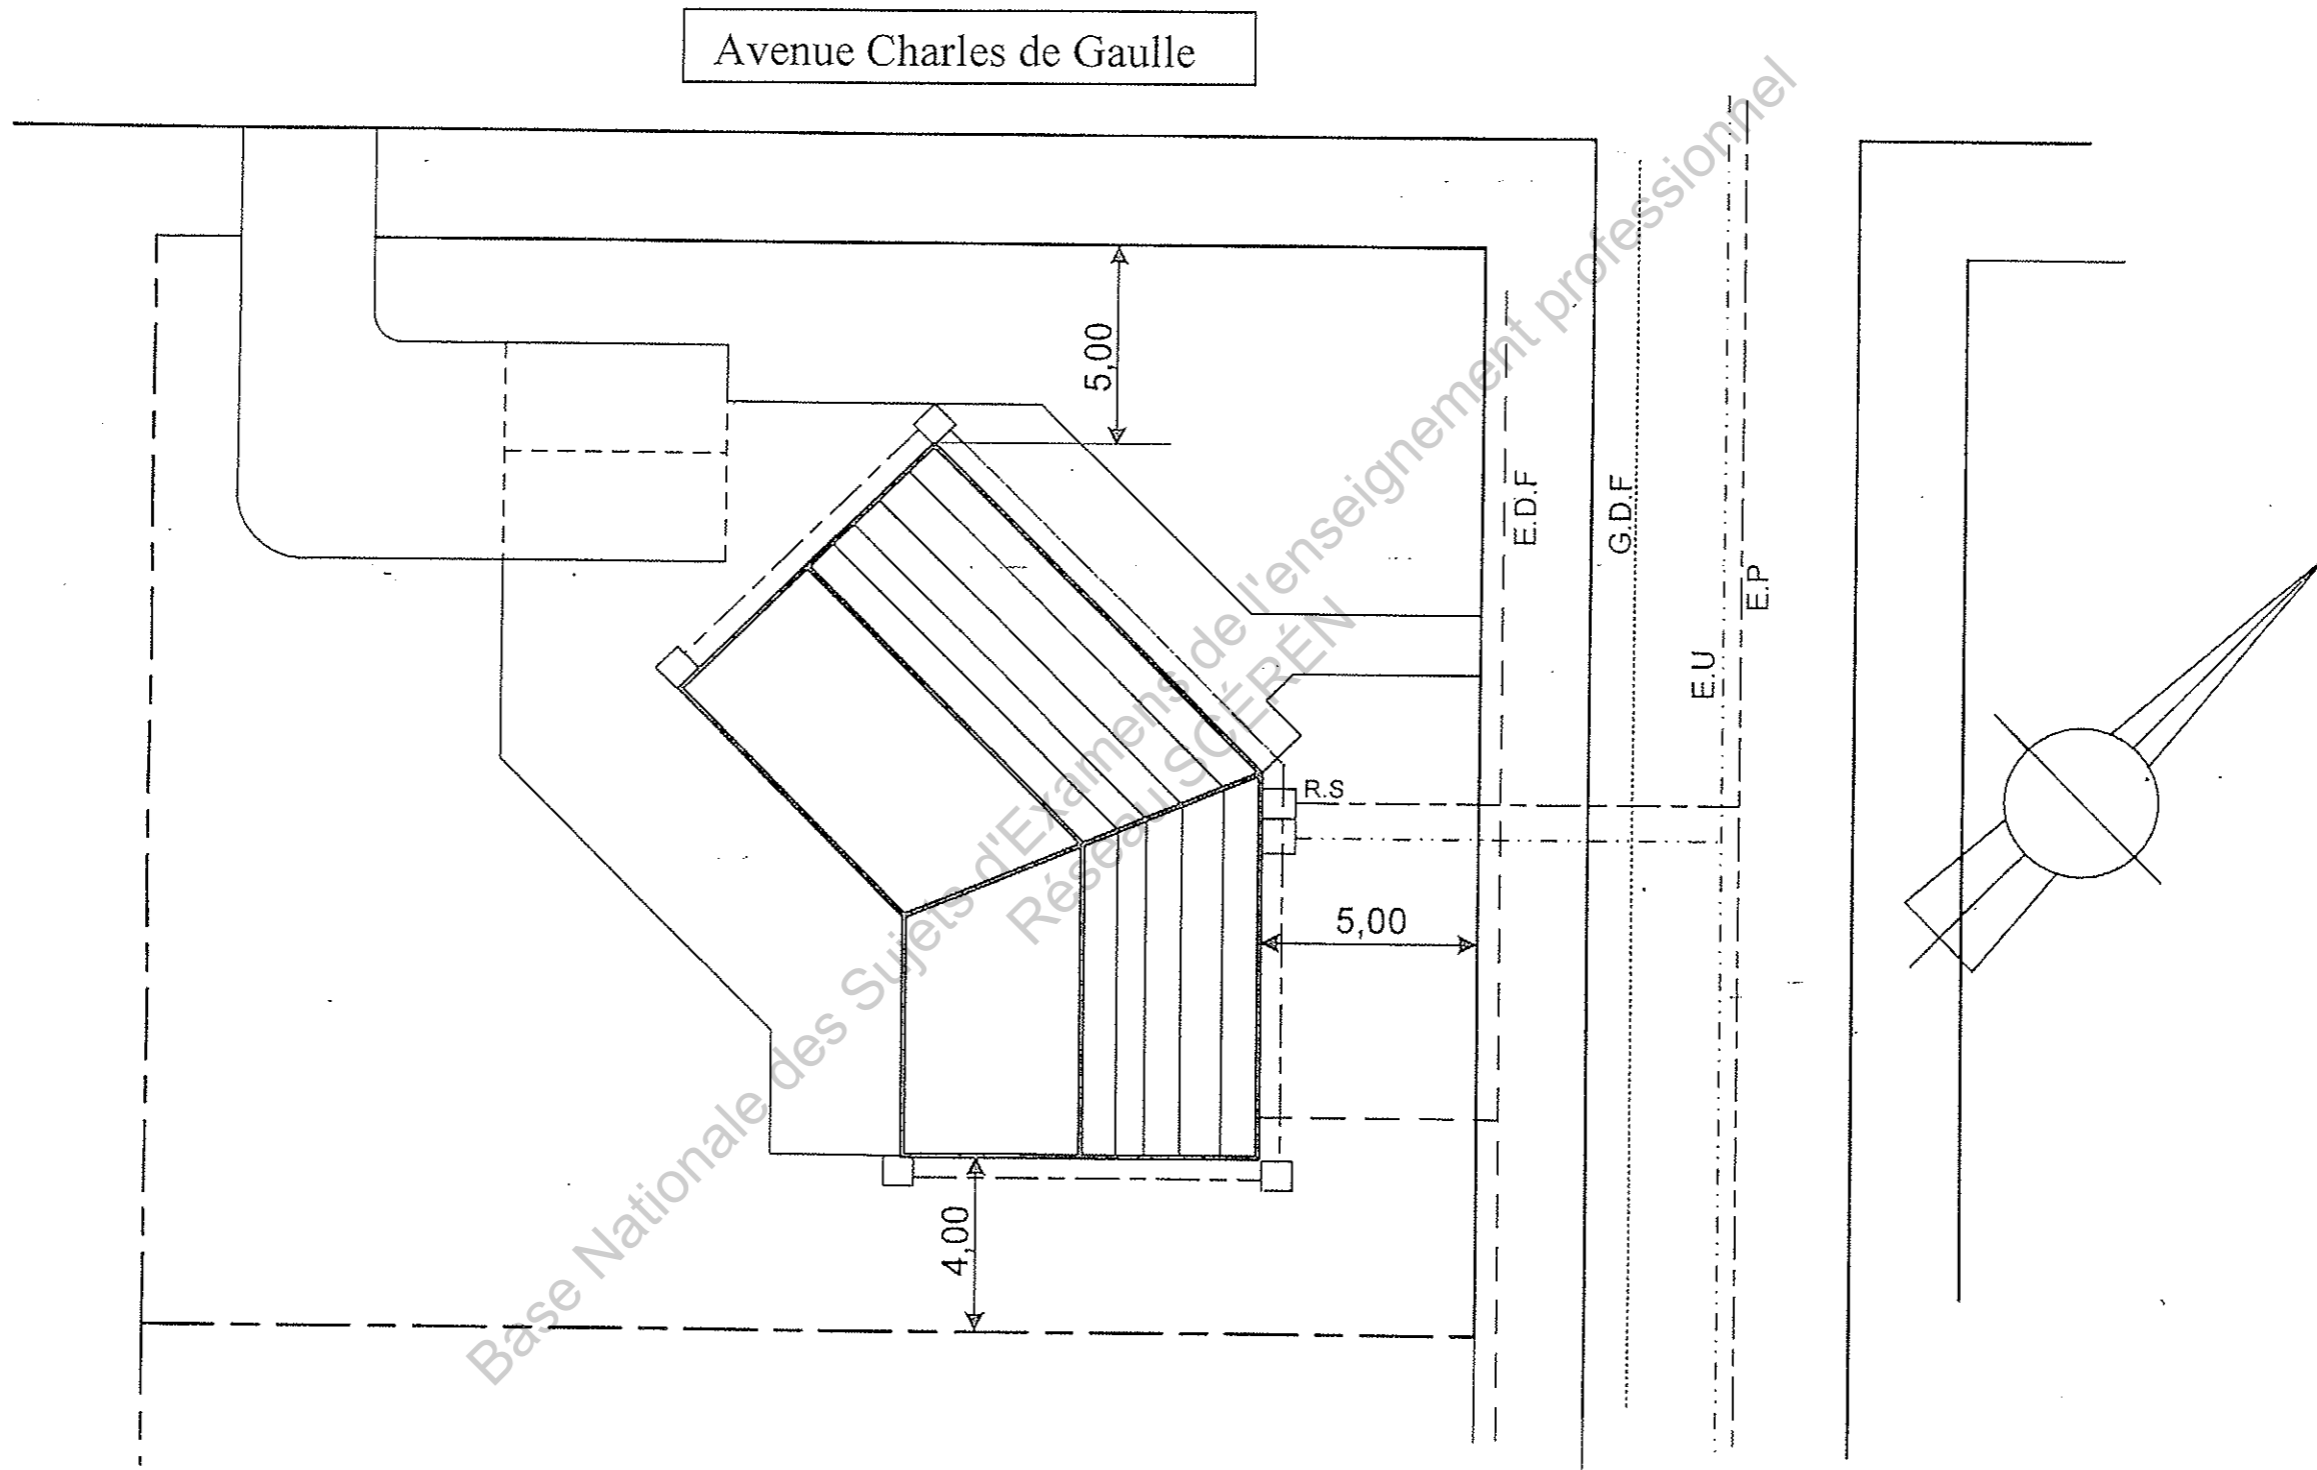 Avenue Charles de Gaulle
5,00
E.D.F
G.D.F
E.P
E.U
R.S
5,00
4,00
Base Nationale des Sujets d'Examens de l'enseignement professionnel
Réseau SCÉRÉN